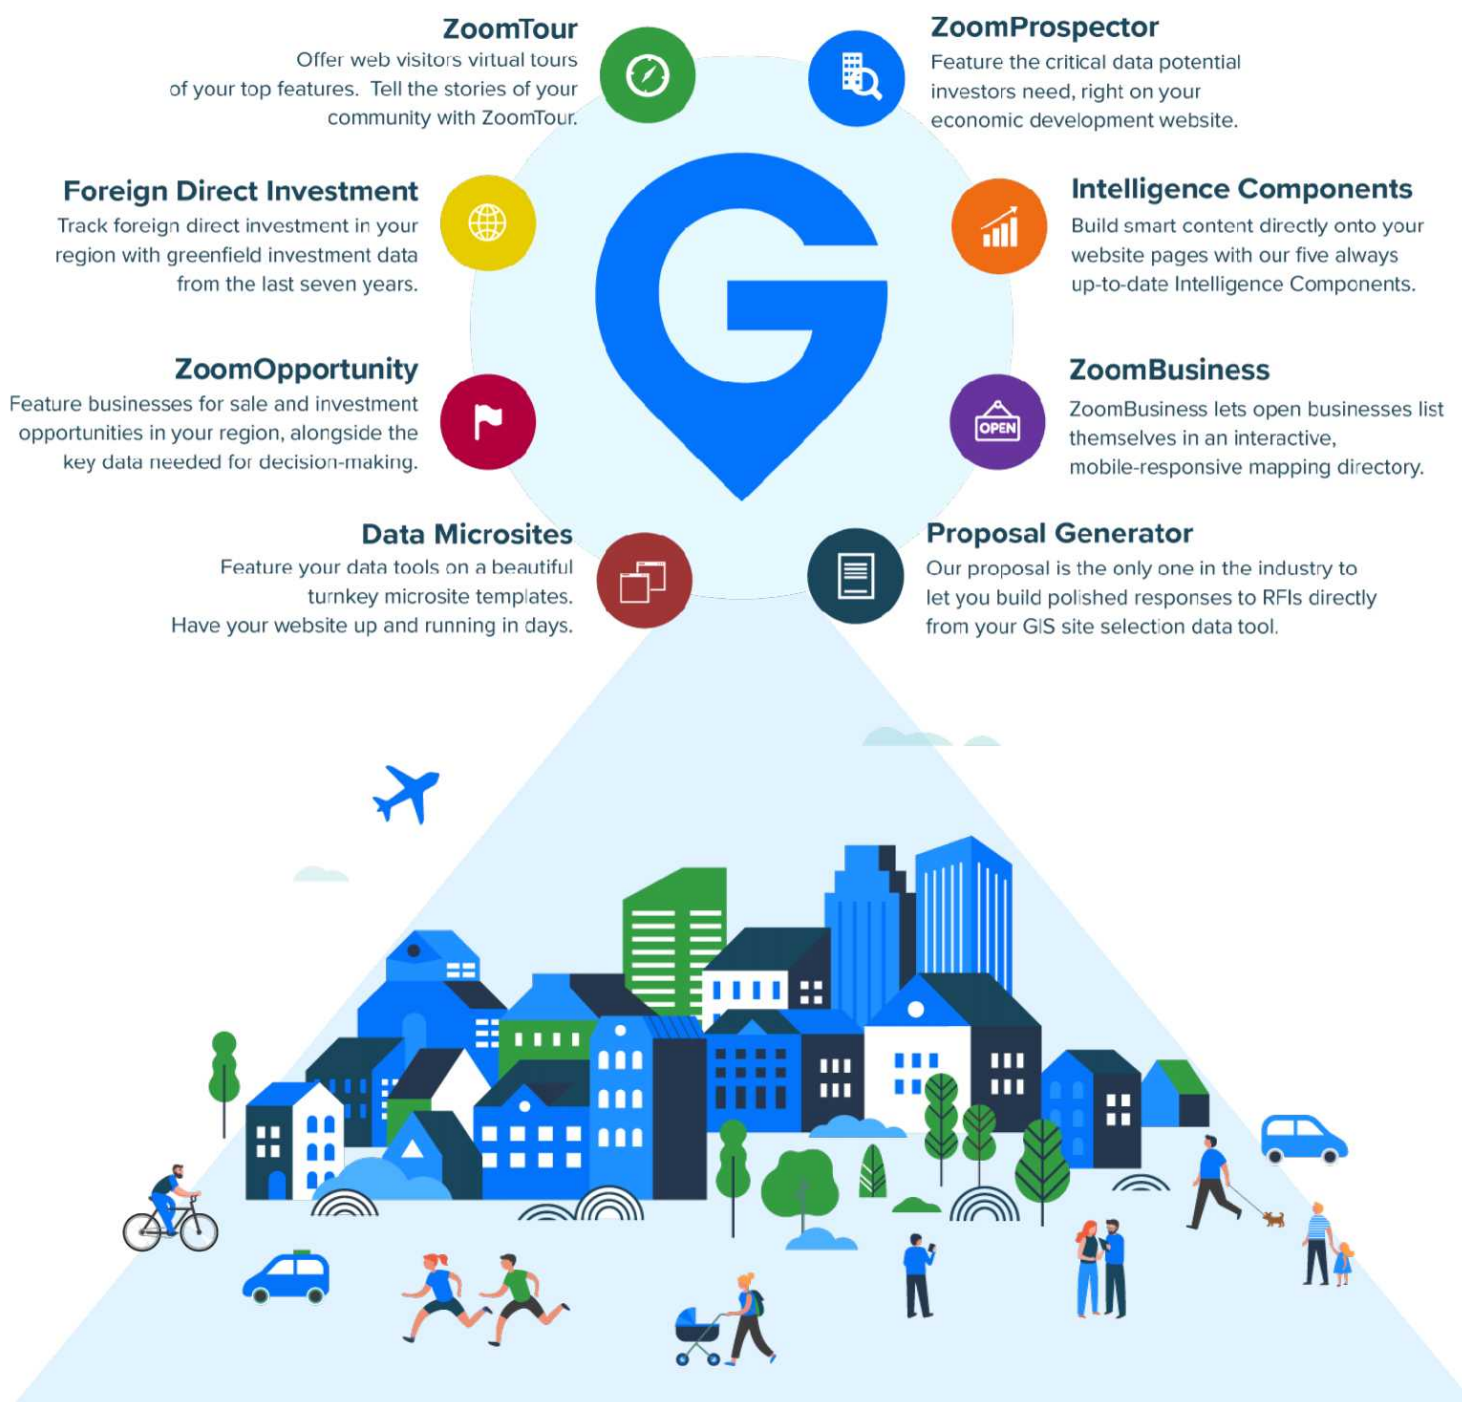 ZoomTour
Offer web visitors virtual tours
of your top features. Tell the stories of your
community with ZoomTour.
ZoomProspector
Feature the critical data potential
investors need, right on your
economic development website.
Foreign Direct Investment
Track foreign direct investment in your
region with greenfield investment data
from the last seven years.
Intelligence Components
Build smart content directly onto your
website pages with our five always
up-to-date Intelligence Components.
ZoomOpportunity
Feature businesses for sale and investment
opportunities in your region, alongside the
key data needed for decision-making.
OPEN
ZoomBusiness
ZoomBusiness lets open businesses list
themselves in an interactive,
mobile-responsive mapping directory.
Data Microsites
Feature your data tools on a beautiful
turnkey microsite templates.
Have your website up and running in days.
Proposal Generator
Our proposal is the only one in the industry to
let you build polished responses to RFIs directly
from your GIS site selection data tool.
G